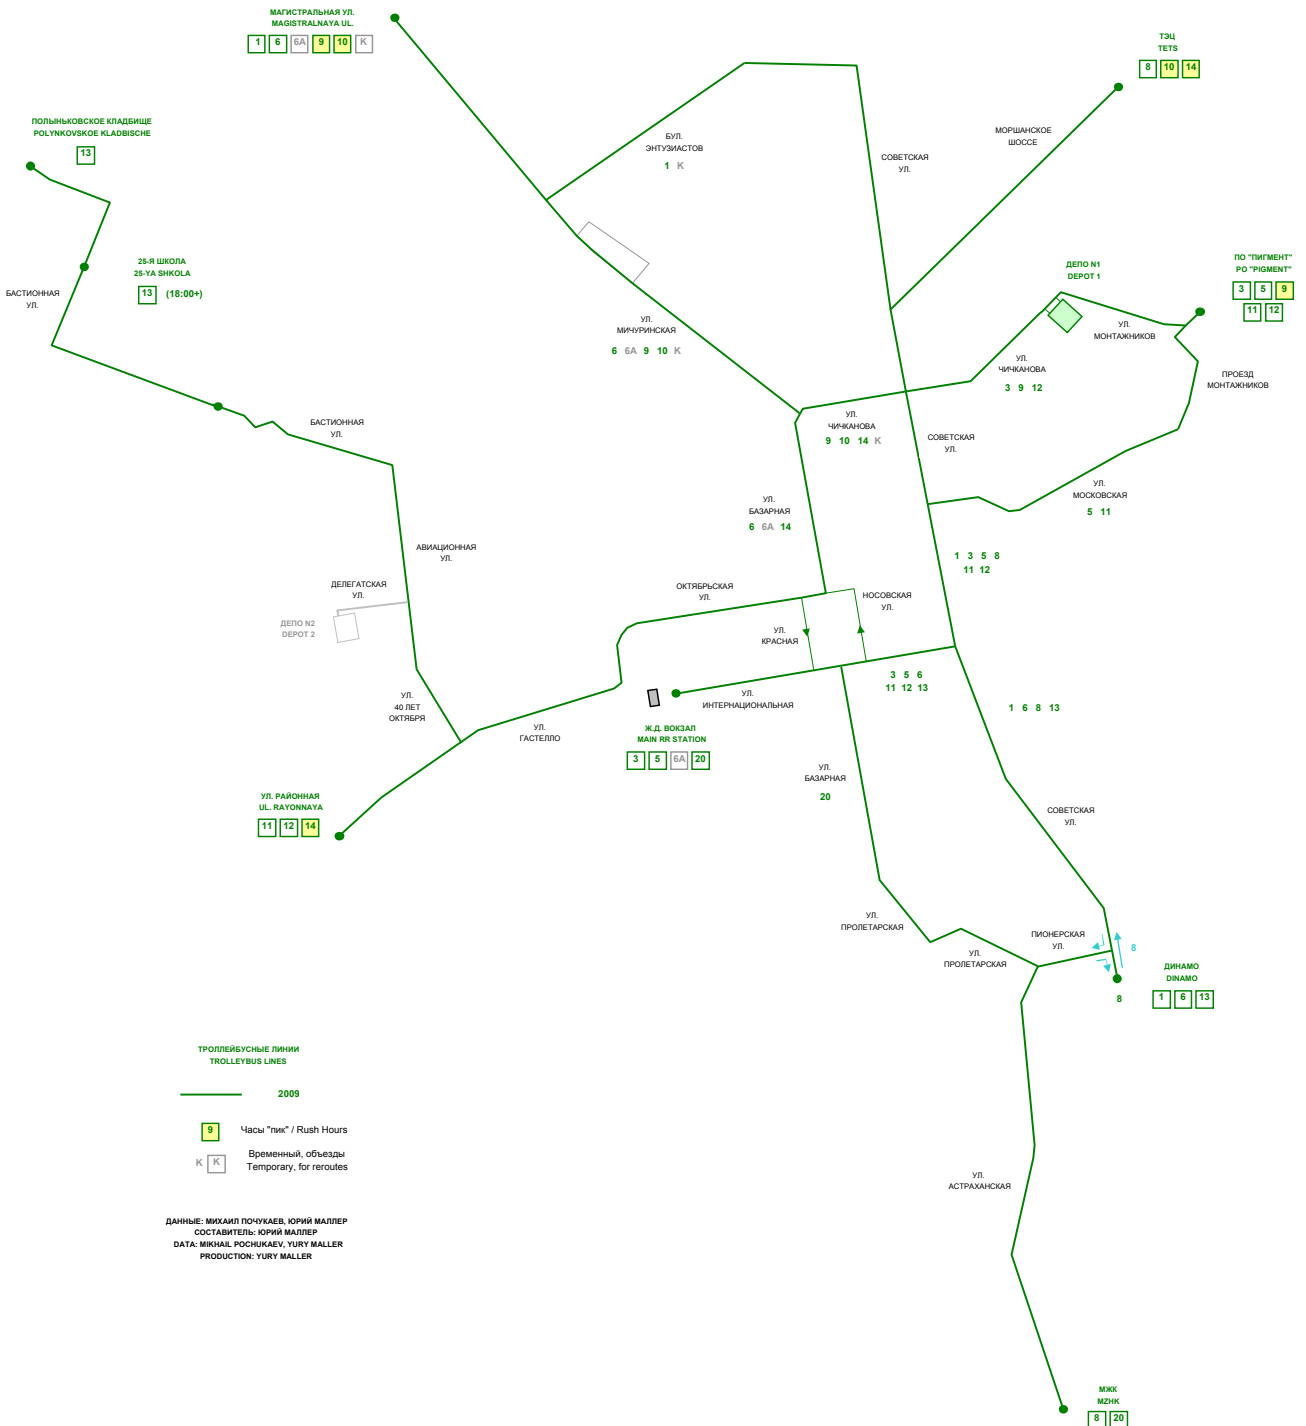 МАГИСТРАЛЬНАЯ УЛ.
MAGISTRALNAYA UL.
1 6 6А 9 10 К
ТЭЦ
TETS
8 10 14
ПОЛЫНЬКОВСКОЕ КЛАДБИЩЕ
POLYNKOVSKOE KLADBISCHE
13
МОРШАНСКОЕ
ШОССЕ
БУЛ.
ЭНТУЗИАСТОВ
1 К
СОВЕТСКАЯ
УЛ.
25-Я ШКОЛА
25-YA SHKOLA
13 (18:00+)
БАСТИОННАЯ
УЛ.
ДЕПО N1
DEPOT 1
ПО "ПИГМЕНТ"
PO "PIGMENT"
3 5 9
11 12
УЛ.
МИЧУРИНСКАЯ
6 6А 9 10 К
УЛ.
МОНТАЖНИКОВ
УЛ.
ЧИЧКАНОВА
3 9 12
ПРОЕЗД
МОНТАЖНИКОВ
УЛ.
ЧИЧКАНОВА
9 10 14 К
БАСТИОННАЯ
УЛ.
СОВЕТСКАЯ
УЛ.
УЛ.
МОСКОВСКАЯ
5 11
УЛ.
БАЗАРНАЯ
6 6А 14
АВИАЦИОННАЯ
УЛ.
1 3 5 8
11 12
ДЕЛЕГАТСКАЯ
УЛ.
ОКТЯБРЬСКАЯ
УЛ.
НОСОВСКАЯ
УЛ.
ДЕПО N2
DEPOT 2
УЛ.
КРАСНАЯ
3 5 6
11 12 13
УЛ.
40 ЛЕТ
ОКТЯБРЯ
УЛ.
ИНТЕРНАЦИОНАЛЬНАЯ
1 6 8 13
УЛ.
ГАСТЕЛЛО
Ж.Д. ВОКЗАЛ
MAIN RR STATION
3 5 6А 20
УЛ.
БАЗАРНАЯ
20
УЛ. РАЙОННАЯ
UL. RAYONNAYA
11 12 14
СОВЕТСКАЯ
УЛ.
УЛ.
ПРОЛЕТАРСКАЯ
ПИОНЕРСКАЯ
УЛ.
8
УЛ.
ПРОЛЕТАРСКАЯ
ДИНАМО
DINAMO
1 6 13
8
ТРОЛЛЕЙБУСНЫЕ ЛИНИИ
TROLLEYBUS LINES
2009
9 Часы "пик" / Rush Hours
К К Временный, объезды
Temporary, for reroutes
УЛ.
АСТРАХАНСКАЯ
ДАННЫЕ: МИХАИЛ ПОЧУКАЕВ, ЮРИЙ МАЛЛЕР
СОСТАВИТЕЛЬ: ЮРИЙ МАЛЛЕР
DATA: MIKHAIL POCHUKAEV, YURY MALLER
PRODUCTION: YURY MALLER
МЖК
MZHK
8 20